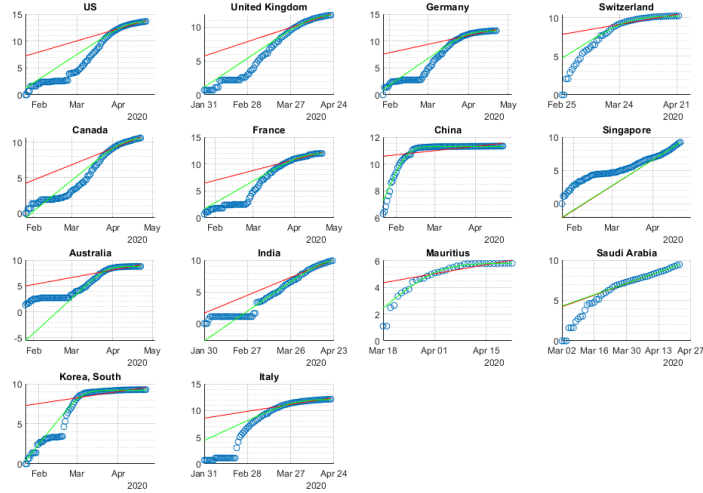 US
15
10
5
0
Feb Mar Apr
2020
United Kingdom
10
5
0
Jan 31 Feb 28 Mar 27 Apr 24
2020
Germany
15
10
5
0
Feb Mar Apr May
2020
Switzerland
10
5
0
Feb 25 Mar 24 Apr 21
2020
Canada
10
5
0
Feb Mar Apr May
2020
France
15
10
5
0
Feb Mar Apr May
2020
China
12
10
8
6
Feb Mar Apr May
2020
Singapore
10
5
0
Feb Mar Apr
2020
Australia
10
5
0
-5
Feb Mar Apr May
2020
India
10
5
0
Jan 30 Feb 27 Mar 26 Apr 23
2020
Mauritius
6
4
2
0
Mar 18 Apr 01 Apr 15
2020
Saudi Arabia
10
5
0
Mar 02 Mar 16 Mar 30 Apr 13 Apr 27
2020
Korea, South
10
5
0
Feb Mar Apr
2020
Italy
15
10
5
0
Jan 31 Feb 28 Mar 27 Apr 24
2020